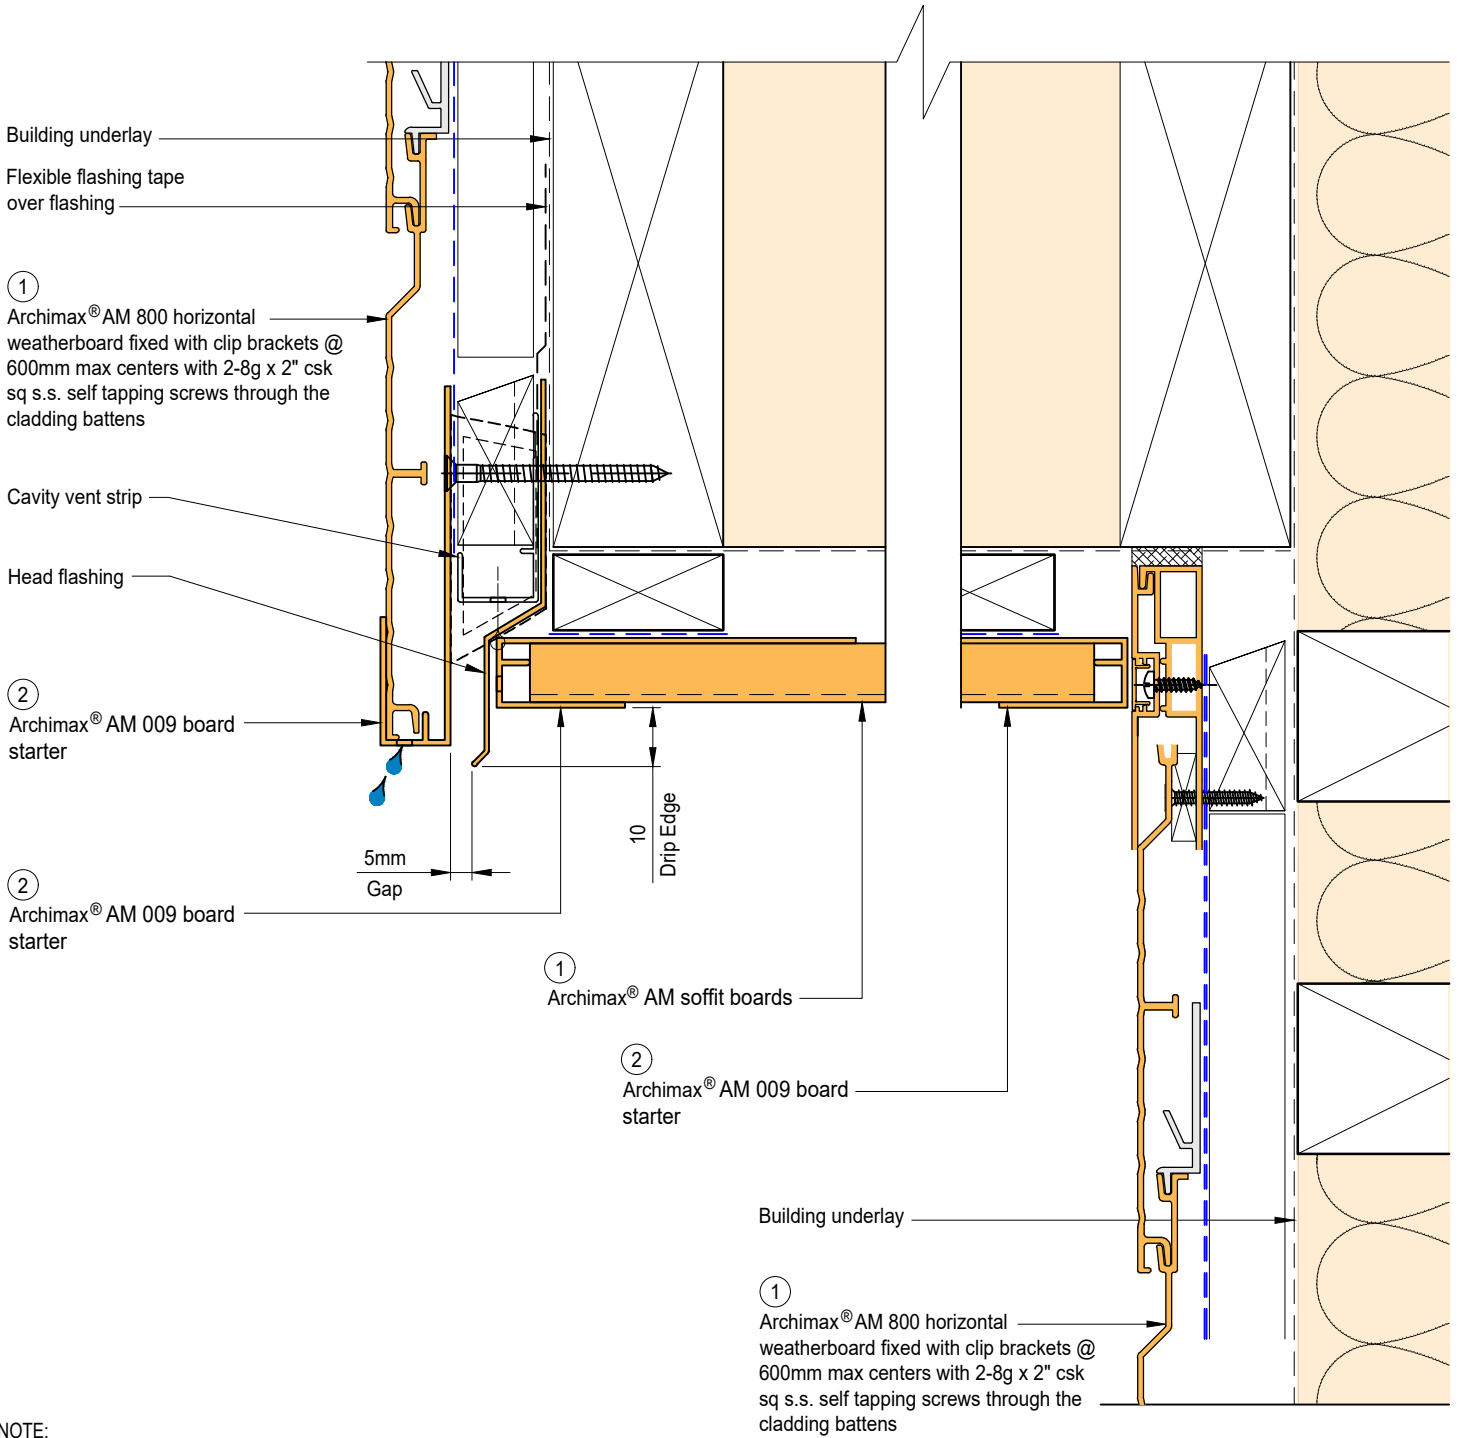 Building underlay
Flexible flashing tape
over flashing
1
Archimax® AM 800 horizontal
weatherboard fixed with clip brackets @
600mm max centers with 2-8g x 2" csk
sq s.s. self tapping screws through the
cladding battens
Cavity vent strip
Head flashing
2
Archimax® AM 009 board
starter
5mm
Gap
10
Drip Edge
2
Archimax® AM 009 board
starter
1
Archimax® AM soffit boards
2
Archimax® AM 009 board
starter
Building underlay
1
Archimax® AM 800 horizontal
weatherboard fixed with clip brackets @
600mm max centers with 2-8g x 2" csk
sq s.s. self tapping screws through the
cladding battens
NOTE: